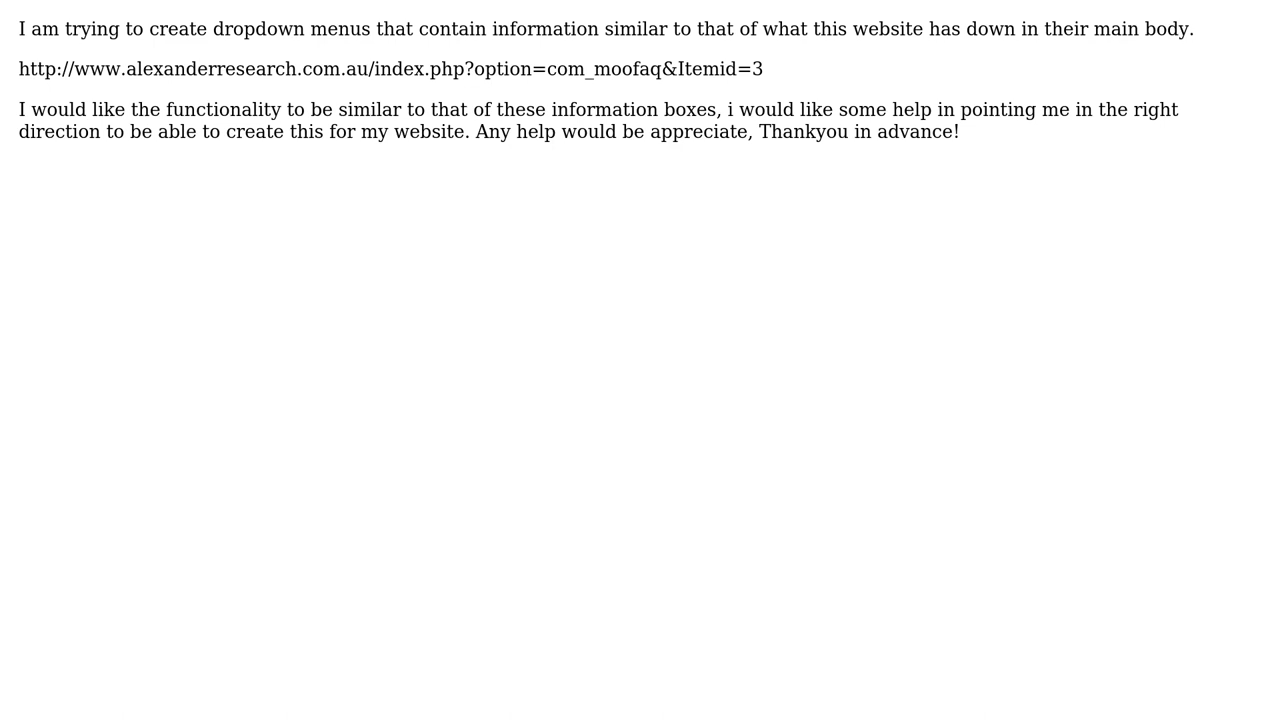 I am trying to create dropdown menus that contain information similar to that of what this website has down in their main body.
http://www.alexanderresearch.com.au/index.php?option=com_moofaq&Itemid=3
I would like the functionality to be similar to that of these information boxes, i would like some help in pointing me in the right
direction to be able to create this for my website. Any help would be appreciate, Thankyou in advance!